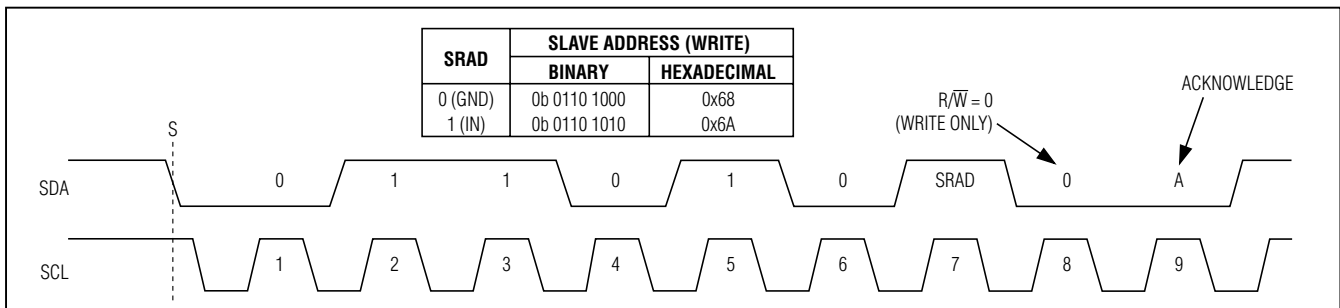 SRAD SLAVE ADDRESS (WRITE)
BINARY HEXADECIMAL
0 (GND) 0b 0110 1000 0x68
1 (IN) 0b 0110 1010 0x6A
R/W̅ = 0
(WRITE ONLY)
ACKNOWLEDGE
S
SDA 0 1 1 0 1 0 SRAD 0 A
SCL 1 2 3 4 5 6 7 8 9